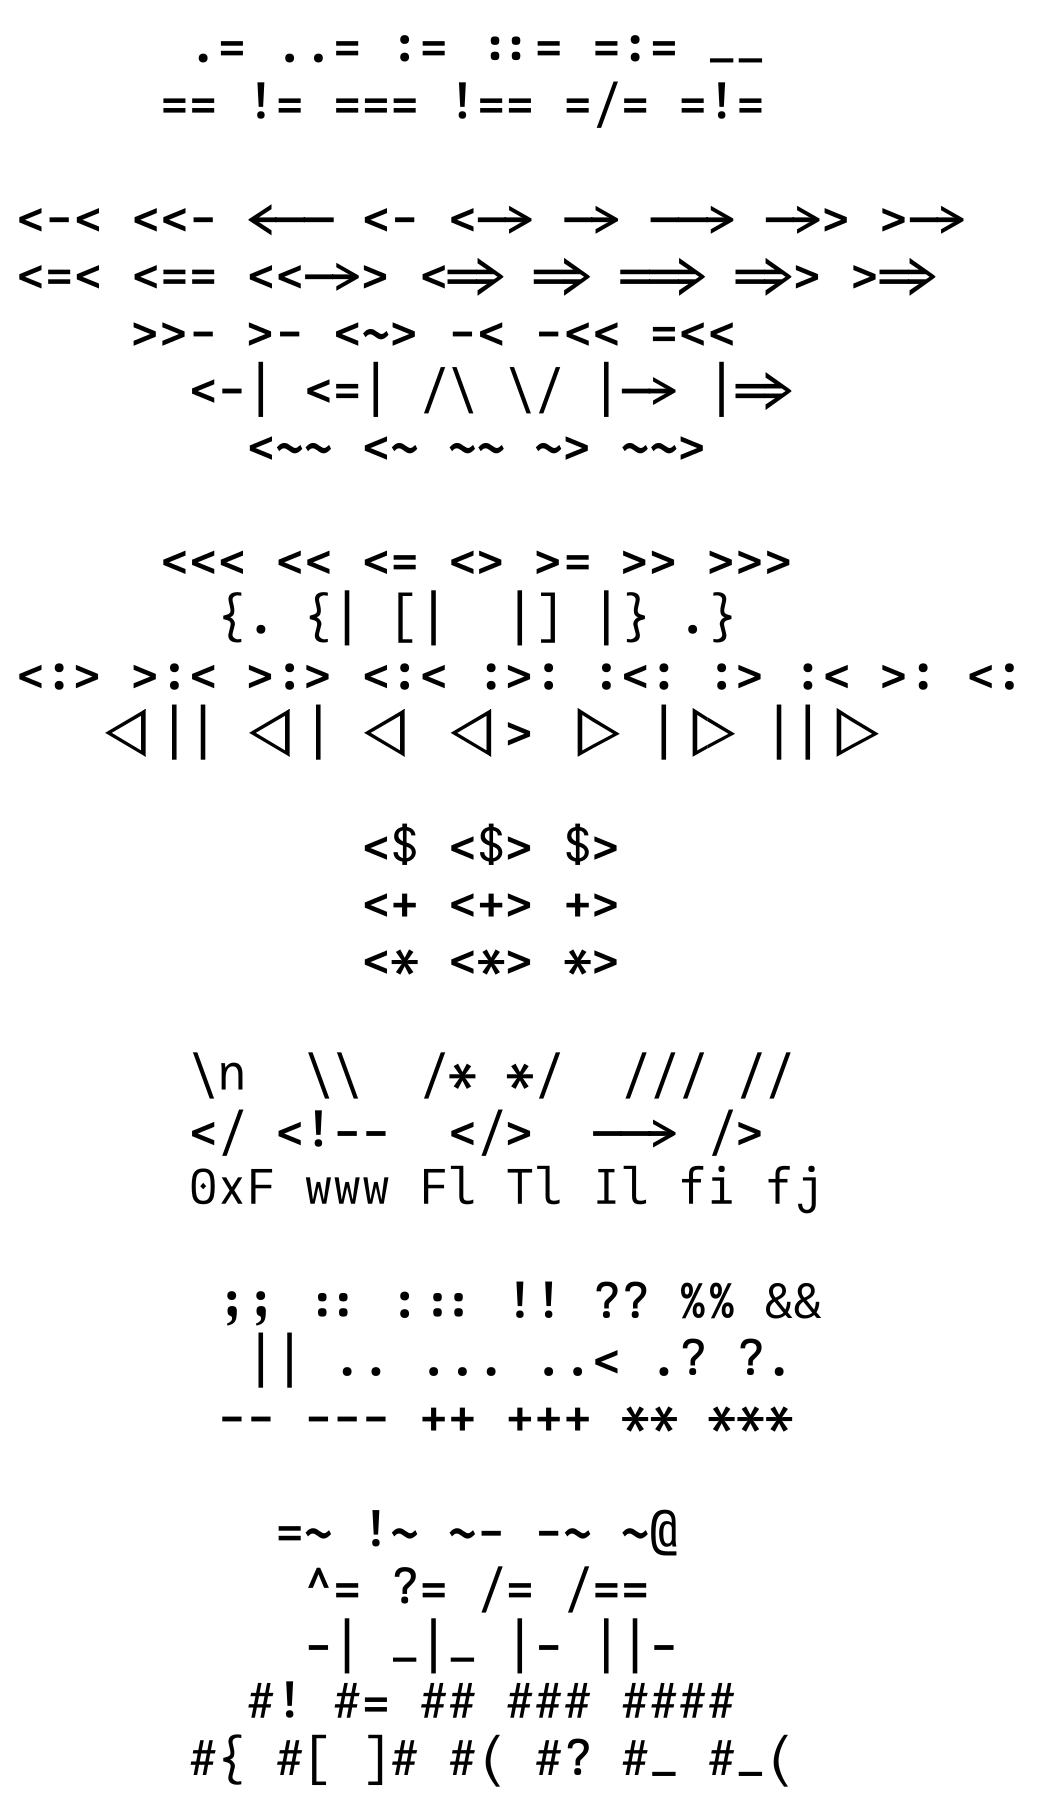 .= ..= := ::= =:= __
== != === !== =/= =!=
<-< <<- <-- <- <-> -> --> ->> >->
<=< <== <<->> <=> => ==> =>> >=>
>>- >- <~> -< -<< =<<
<-| <=| /\ \/ |-> |=>
<~~ <~ ~~ ~> ~~>
<<< << <= <> >= >> >>>
{. {| [| |] |} .}
<:> >:< >:> <:< :>: :<: :> :< >: <:
<||| <|| <| <|> |> ||> |||>
<$ <$> $>
<+ <+> +>
<* <*> *>
\n \\ /* */ /// //
</ <!-- </> --> />
0xF www Fl Tl Il fi fj
;; :: ::: !! ?? %% &&
|| .. ... ..< .? ?.
-- --- ++ +++ ** ***
=~ !~ ~- -~ ~@
^= ?= /= /==
-| _|_ |- ||-
#! #= ## ### ####
#{ #[ ]# #( #? #_ #_(